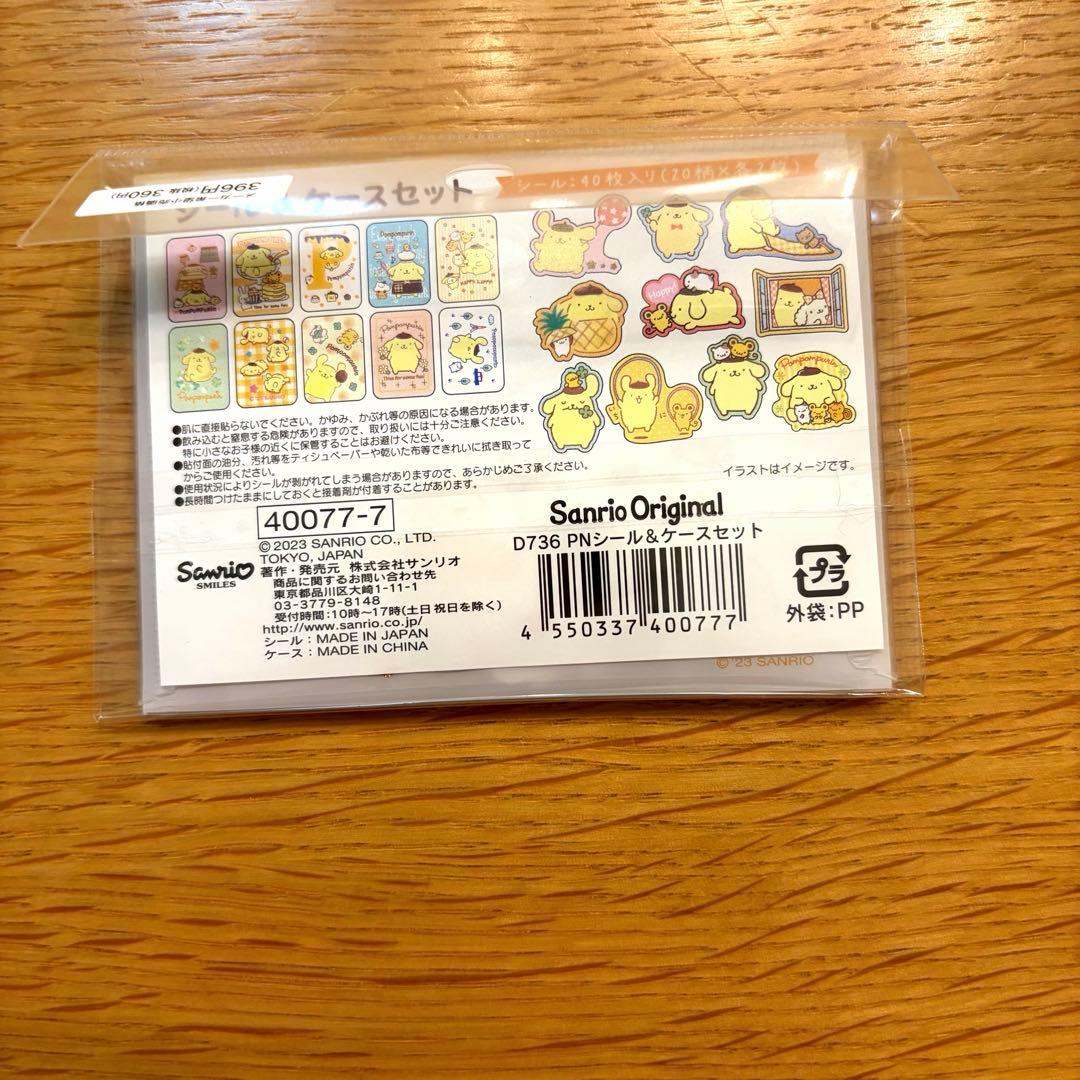 メーカー希望小売価格
396円(税抜 360円)
シール&ケースセット
シール:40枚入り(20柄×各2枚)
PomPomPurin
Pompompurin
Happy!
Pompompurin
Pompompurin
Pompompurin
●肌に直接貼らないでください。かゆみ、かぶれ等の原因になる場合があります。
●飲み込むと窒息する危険がありますので、取り扱いには十分ご注意ください。
特に小さなお子様の近くに保管することはお避けください。
●貼付面の油分、汚れ等をティシュペーパーや乾いた布等できれいに拭き取って
からご使用ください。
●使用状況によりシールが剥がれてしまう場合がありますので、あらかじめご了承ください。
●長時間つけたままにしておくと接着剤が付着することがあります。
イラストはイメージです。
40077-7
© 2023 SANRIO CO., LTD.
TOKYO, JAPAN
Sanrio
SMILES
著作・発売元 株式会社サンリオ
商品に関するお問い合わせ先
東京都品川区大崎1-11-1
03-3779-8148
受付時間:10時〜17時(土日祝日を除く)
http://www.sanrio.co.jp/
シール:MADE IN JAPAN
ケース:MADE IN CHINA
Sanrio Original
D736 PNシール&ケースセット
4 550337 400777
プラ
外袋:PP
© '23 SANRIO